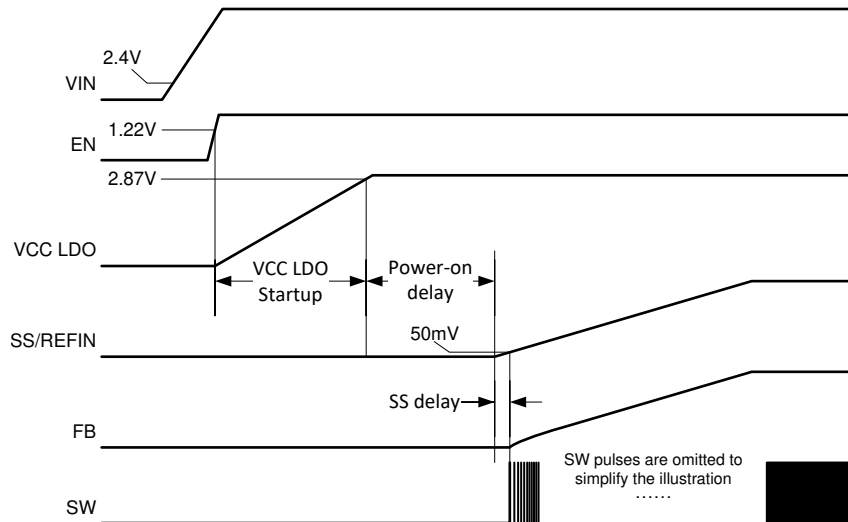 2.4V
VIN
1.22V
EN
2.87V
VCC LDO
VCC LDO
Startup
Power-on
delay
50mV
SS/REFIN
SS delay
FB
SW pulses are omitted to
simplify the illustration
......
SW